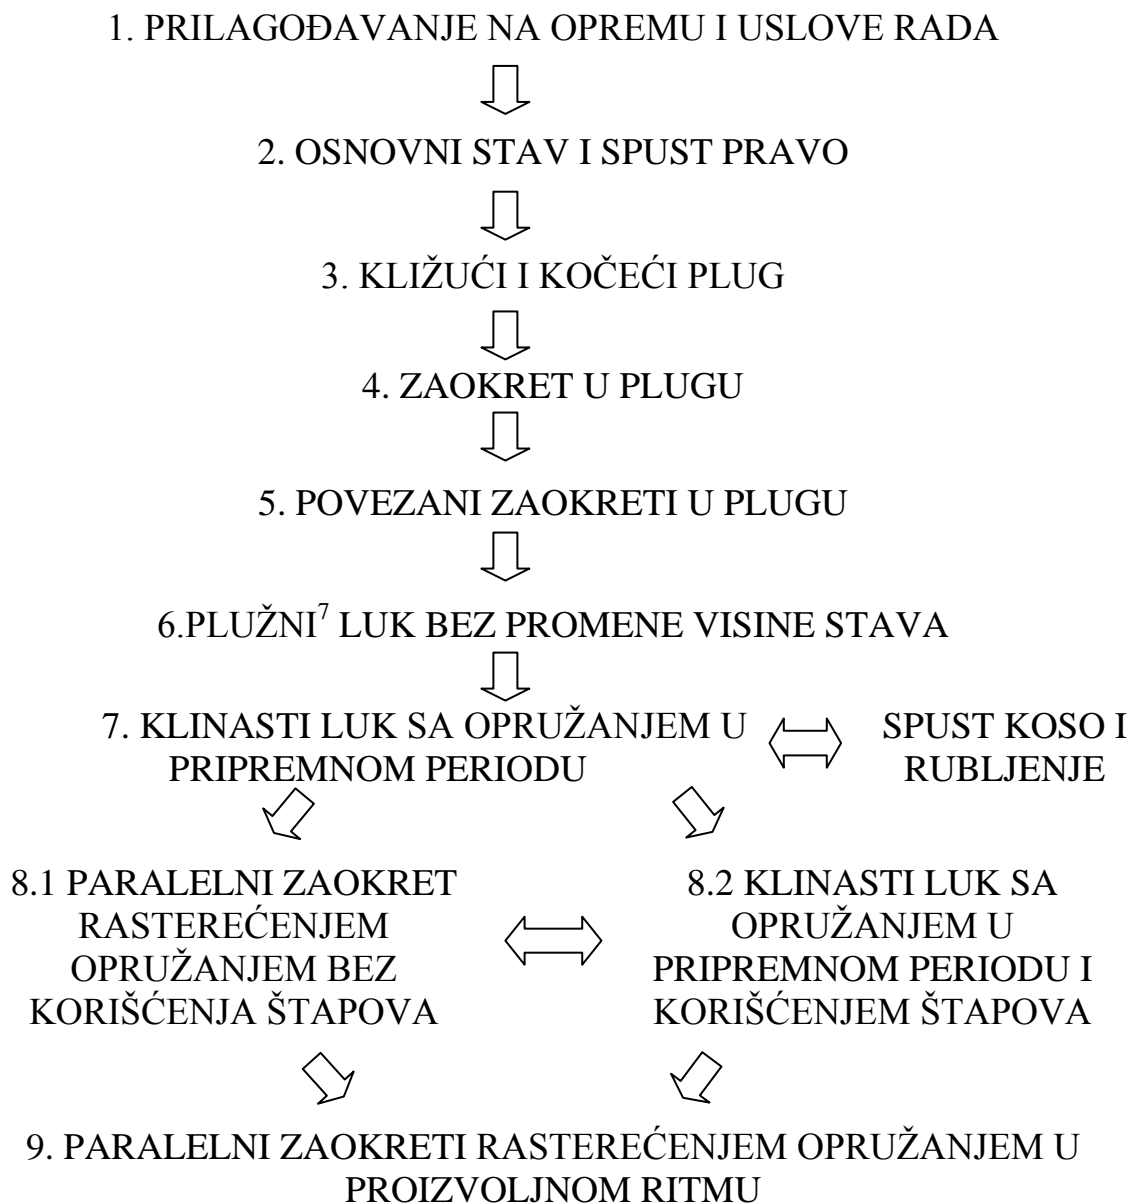 1. PRILAGOĐAVANJE NA OPREMU I USLOVE RADA
2. OSNOVNI STAV I SPUST PRAVO
3. KLIŽUĆI I KOČEĆI PLUG
4. ZAOKRET U PLUGU
5. POVEZANI ZAOKRETI U PLUGU
6.PLUŽNI⁷ LUK BEZ PROMENE VISINE STAVA
7. KLINASTI LUK SA OPRUŽANJEM U
PRIPREMNOM PERIODU
SPUST KOSO I
RUBLJENJE
8.1 PARALELNI ZAOKRET
RASTEREĆENJEM
OPRUŽANJEM BEZ
KORIŠĆENJA ŠTAPOVA
8.2 KLINASTI LUK SA
OPRUŽANJEM U
PRIPREMNOM PERIODU I
KORIŠĆENJEM ŠTAPOVA
9. PARALELNI ZAOKRETI RASTEREĆENJEM OPRUŽANJEM U
PROIZVOLJNOM RITMU